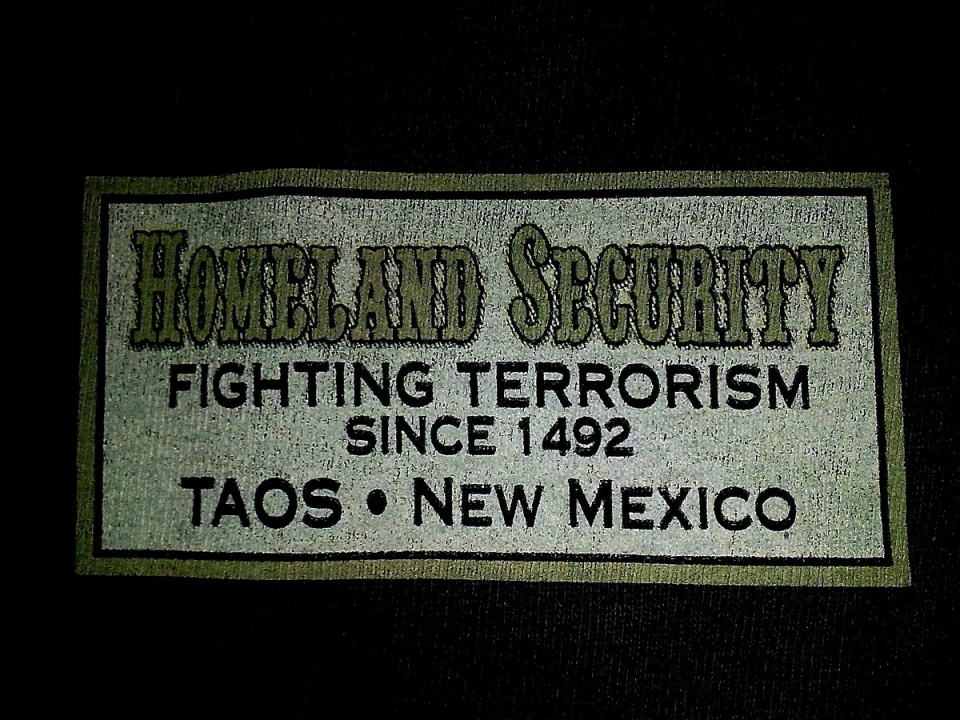 Homeland Security
FIGHTING TERRORISM
SINCE 1492
TAOS • NEW MEXICO